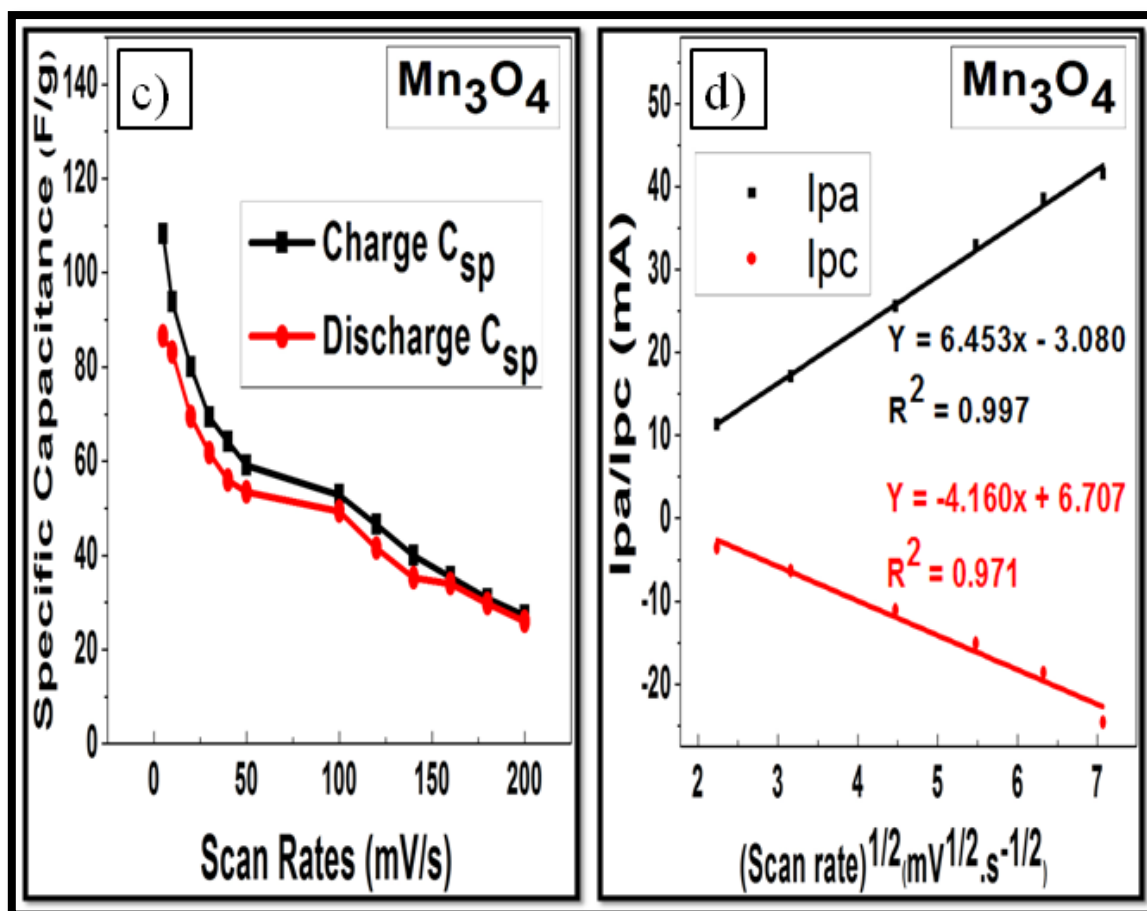 c)
Mn₃O₄
Charge Csp
Discharge Csp
Specific Capacitance (F/g)
140
120
100
80
60
40
20
0
0 50 100 150 200
Scan Rates (mV/s)
d)
Mn₃O₄
Ipa
Ipc
Y = 6.453x - 3.080
R² = 0.997
Y = -4.160x + 6.707
R² = 0.971
Ipa/Ipc (mA)
50
40
30
20
10
0
-10
-20
2 3 4 5 6 7
(Scan rate)^1/2 (mV^1/2.s^-1/2)